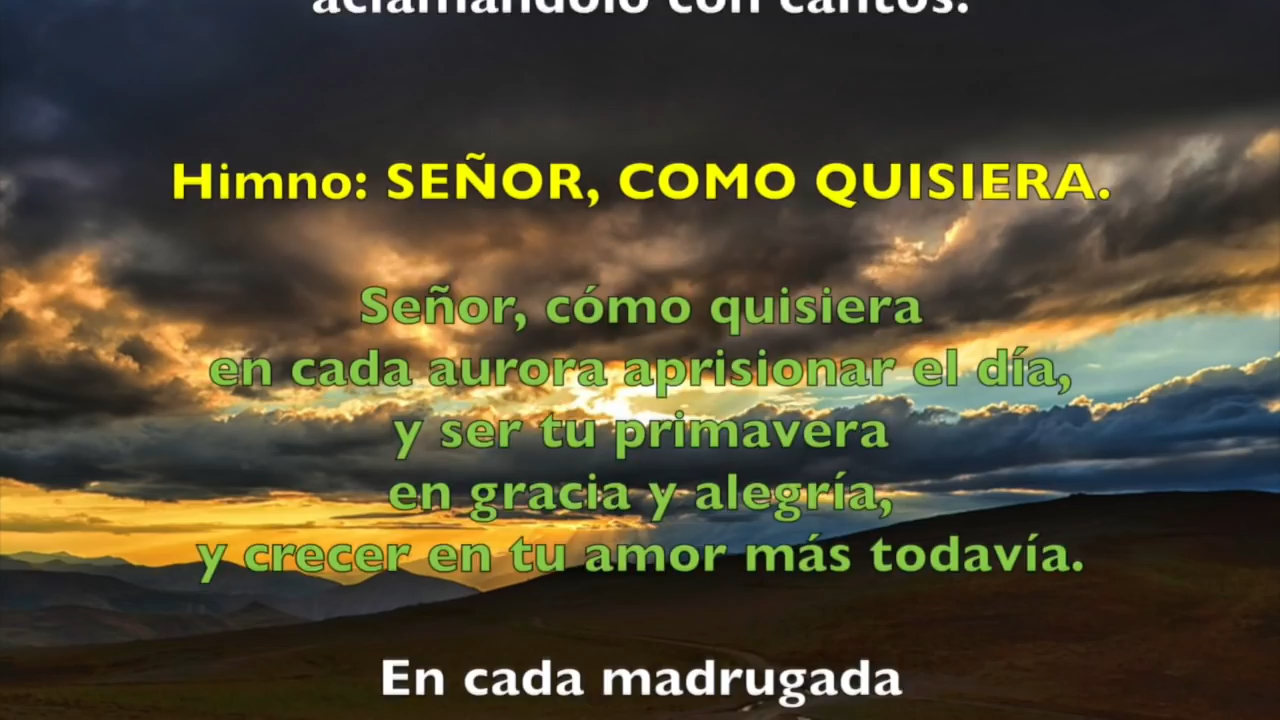 aclamándolo con cantos.
Himno: SEÑOR, COMO QUISIERA.
Señor, cómo quisiera
en cada aurora aprisionar el día,
y ser tu primavera
en gracia y alegría,
y crecer en tu amor más todavía.
En cada madrugada